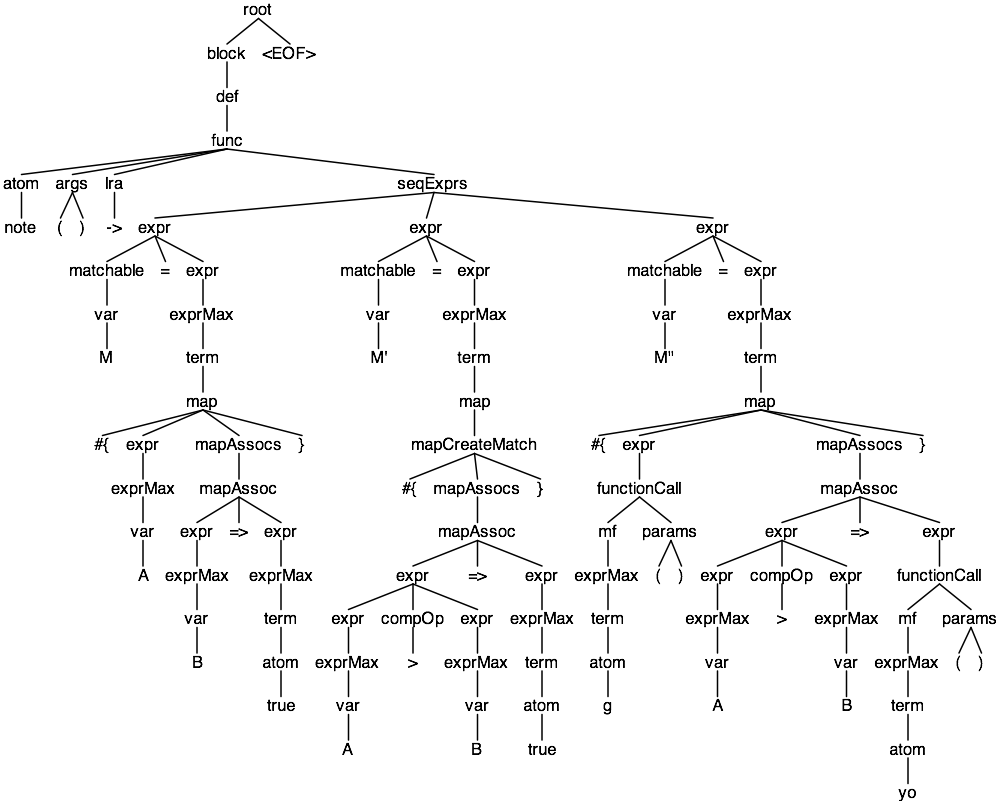 root
block <EOF>
def
func
atom args lra seqExprs
note ( ) -> expr expr expr
matchable = expr matchable = expr matchable = expr
var exprMax var exprMax var exprMax
M term M' term M" term
map map map
#{ expr mapAssocs } mapCreateMatch #{ expr mapAssocs }
exprMax mapAssoc #{ mapAssocs } functionCall mapAssoc
var expr => expr mapAssoc mf params expr => expr
A exprMax exprMax expr => expr exprMax ( ) expr compOp expr functionCall
var term expr compOp expr exprMax term exprMax > exprMax mf params
B atom exprMax > exprMax term atom var var exprMax ( )
true var var atom g A B term
A B true atom
yo